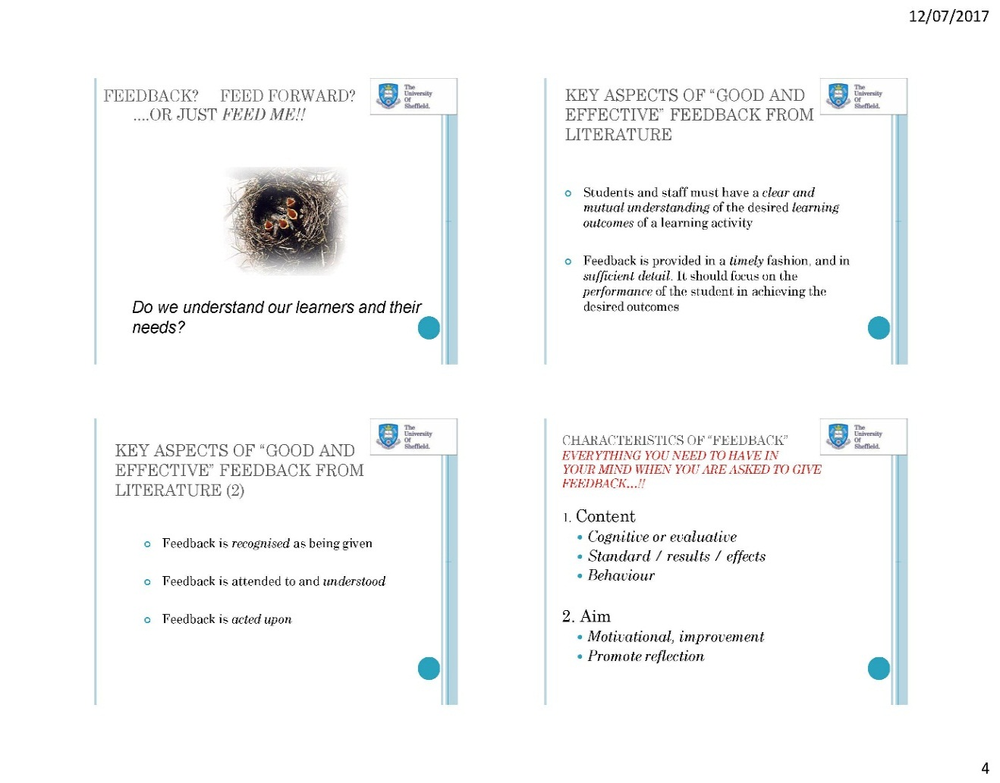 12/07/2017
FEEDBACK? FEED FORWARD?
....OR JUST FEED ME!!
The
University
Of
Sheffield.
Do we understand our learners and their
needs?
KEY ASPECTS OF “GOOD AND
EFFECTIVE” FEEDBACK FROM
LITERATURE
The
University
Of
Sheffield.
Students and staff must have a clear and
mutual understanding of the desired learning
outcomes of a learning activity
Feedback is provided in a timely fashion, and in
sufficient detail. It should focus on the
performance of the student in achieving the
desired outcomes
KEY ASPECTS OF “GOOD AND
EFFECTIVE” FEEDBACK FROM
LITERATURE (2)
The
University
Of
Sheffield.
Feedback is recognised as being given
Feedback is attended to and understood
Feedback is acted upon
CHARACTERISTICS OF “FEEDBACK”
EVERYTHING YOU NEED TO HAVE IN
YOUR MIND WHEN YOU ARE ASKED TO GIVE
FEEDBACK...!!
The
University
Of
Sheffield.
1. Content
• Cognitive or evaluative
• Standard / results / effects
• Behaviour
2. Aim
• Motivational, improvement
• Promote reflection
4